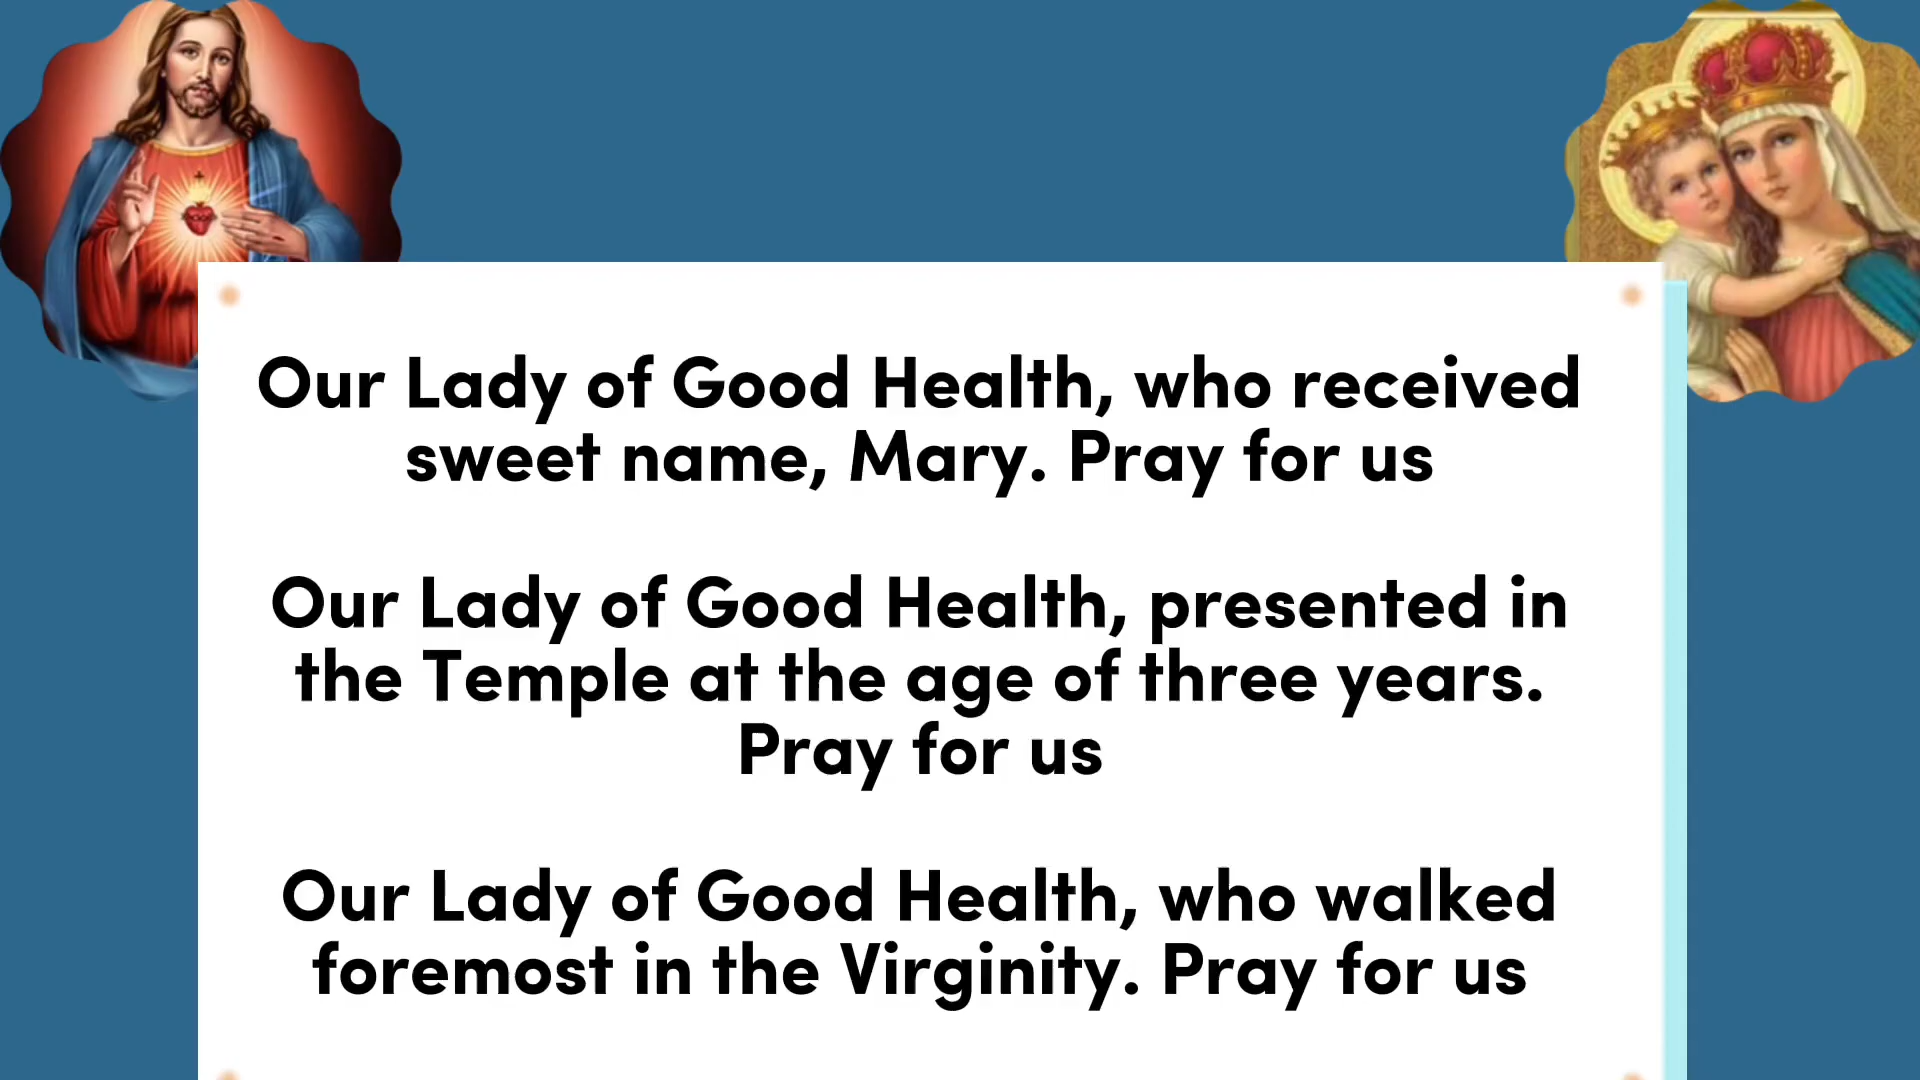 Our Lady of Good Health, who received
sweet name, Mary. Pray for us
Our Lady of Good Health, presented in
the Temple at the age of three years.
Pray for us
Our Lady of Good Health, who walked
foremost in the Virginity. Pray for us